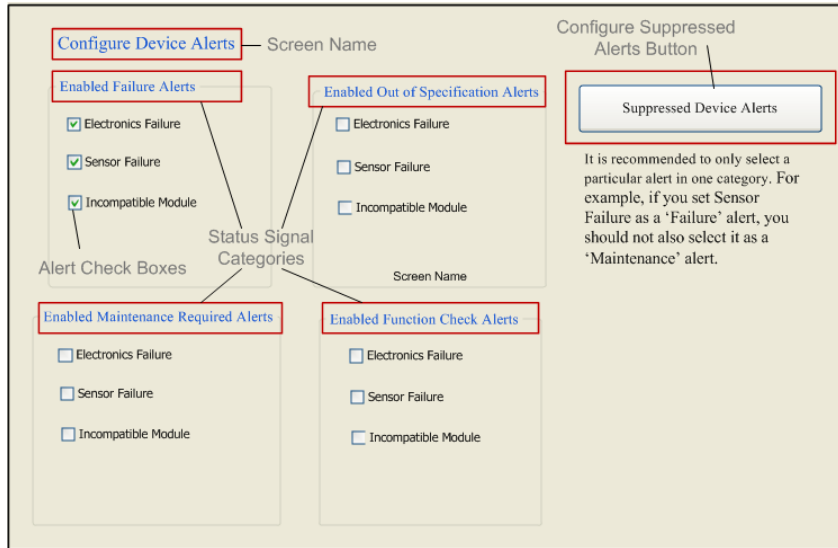 Configure Device Alerts
Screen Name
Configure Suppressed
Alerts Button
Enabled Failure Alerts
Electronics Failure
Sensor Failure
Incompatible Module
Alert Check Boxes
Status Signal
Categories
Enabled Out of Specification Alerts
Electronics Failure
Sensor Failure
Incompatible Module
Screen Name
Suppressed Device Alerts
It is recommended to only select a
particular alert in one category. For
example, if you set Sensor
Failure as a ‘Failure’ alert, you
should not also select it as a
‘Maintenance’ alert.
Enabled Maintenance Required Alerts
Electronics Failure
Sensor Failure
Incompatible Module
Enabled Function Check Alerts
Electronics Failure
Sensor Failure
Incompatible Module